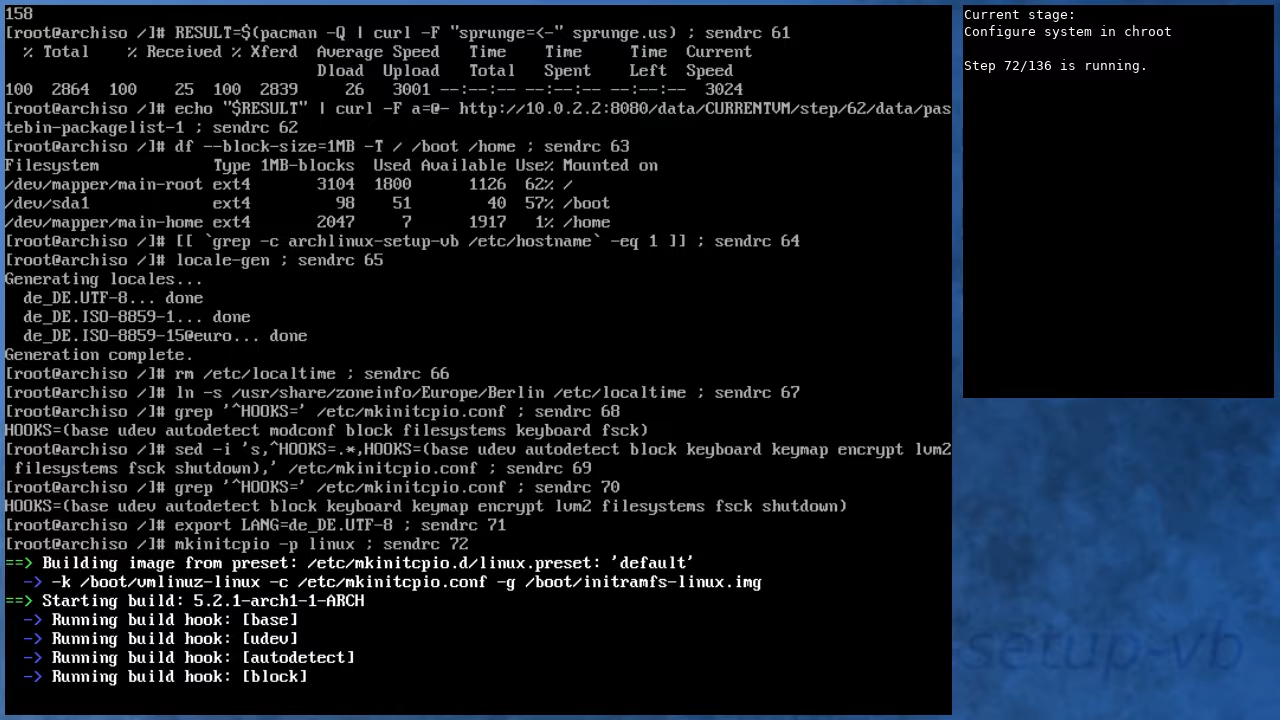 158
[root@archiso /]# RESULT=$(pacman -Q | curl -F "sprunge=<-" sprunge.us) ; sendrc 61
  % Total    % Received % Xferd  Average Speed   Time    Time     Time  Current
                                 Dload  Upload   Total   Spent    Left  Speed
100  2864  100    25  100  2839     26   3001 --:--:-- --:--:-- --:--:--  3024
[root@archiso /]# echo "$RESULT" | curl -F a=@- http://10.0.2.2:8080/data/CURRENTVM/step/62/data/pas
tebin-packagelist-1 ; sendrc 62
[root@archiso /]# df --block-size=1MB -T / /boot /home ; sendrc 63
Filesystem            Type 1MB-blocks  Used Available Use% Mounted on
/dev/mapper/main-root ext4       3104  1800      1126  62% /
/dev/sda1             ext4         98    51        40  57% /boot
/dev/mapper/main-home ext4       2047     7      1917   1% /home
[root@archiso /]# [[ `grep -c archlinux-setup-vb /etc/hostname` -eq 1 ]] ; sendrc 64
[root@archiso /]# locale-gen ; sendrc 65
Generating locales...
  de_DE.UTF-8... done
  de_DE.ISO-8859-1... done
  de_DE.ISO-8859-15@euro... done
Generation complete.
[root@archiso /]# rm /etc/localtime ; sendrc 66
[root@archiso /]# ln -s /usr/share/zoneinfo/Europe/Berlin /etc/localtime ; sendrc 67
[root@archiso /]# grep '^HOOKS=' /etc/mkinitcpio.conf ; sendrc 68
HOOKS=(base udev autodetect modconf block filesystems keyboard fsck)
[root@archiso /]# sed -i 's,^HOOKS=.*,HOOKS=(base udev autodetect block keyboard keymap encrypt lvm2
 filesystems fsck shutdown),' /etc/mkinitcpio.conf ; sendrc 69
[root@archiso /]# grep '^HOOKS=' /etc/mkinitcpio.conf ; sendrc 70
HOOKS=(base udev autodetect block keyboard keymap encrypt lvm2 filesystems fsck shutdown)
[root@archiso /]# export LANG=de_DE.UTF-8 ; sendrc 71
[root@archiso /]# mkinitcpio -p linux ; sendrc 72
==> Building image from preset: /etc/mkinitcpio.d/linux.preset: 'default'
  -> -k /boot/vmlinuz-linux -c /etc/mkinitcpio.conf -g /boot/initramfs-linux.img
==> Starting build: 5.2.1-arch1-1-ARCH
  -> Running build hook: [base]
  -> Running build hook: [udev]
  -> Running build hook: [autodetect]
  -> Running build hook: [block]
Current stage:
Configure system in chroot
Step 72/136 is running.
-setup-vb